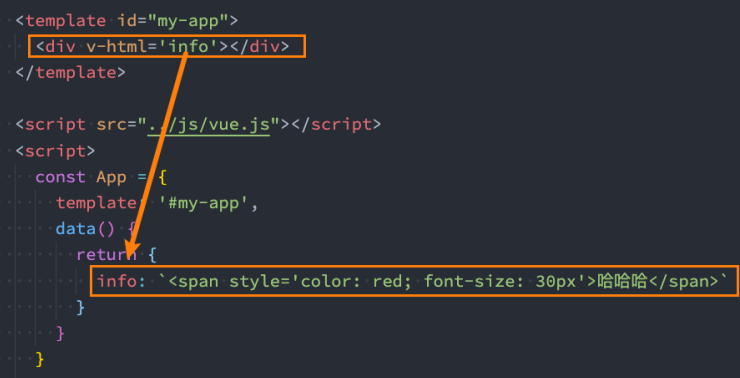 <template id="my-app">
<div v-html='info'></div>
</template>
<script src="../js/vue.js"></script>
<script>
const App = {
template: '#my-app',
data() {
return {
info: `<span style='color: red; font-size: 30px'>哈哈哈</span>`
}
}
}